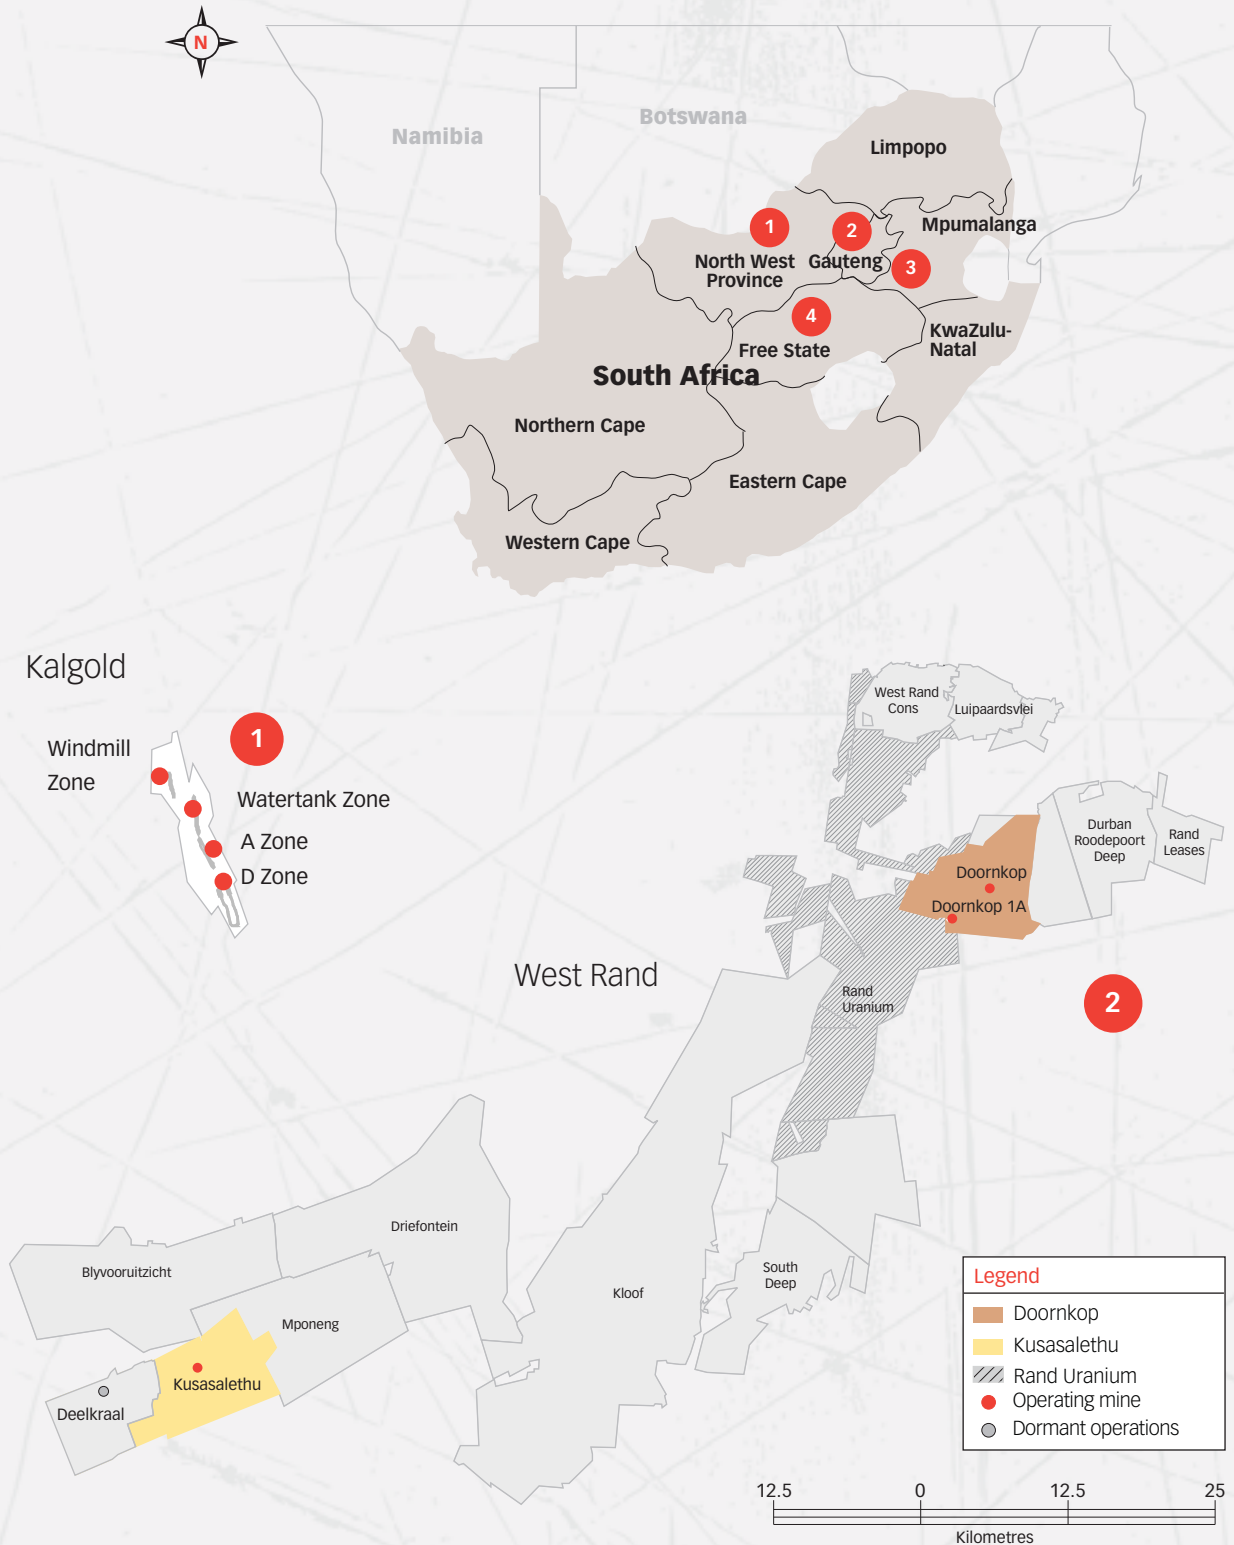 N
Namibia
Botswana
Limpopo
1
2
Mpumalanga
North West
Province
Gauteng
3
4
Free State
KwaZulu-
Natal
South Africa
Northern Cape
Eastern Cape
Western Cape
Kalgold
1
Windmill
Zone
Watertank Zone
A Zone
D Zone
West Rand
Cons
Luipaardsvlei
Durban
Roodepoort
Deep
Rand
Leases
Doornkop
Doornkop 1A
West Rand
Rand
Uranium
2
Driefontein
Blyvooruitzicht
Mponeng
Kloof
South
Deep
Kusasalethu
Deelkraal
Legend
Doornkop
Kusasalethu
Rand Uranium
Operating mine
Dormant operations
12.5 0 12.5 25
Kilometres